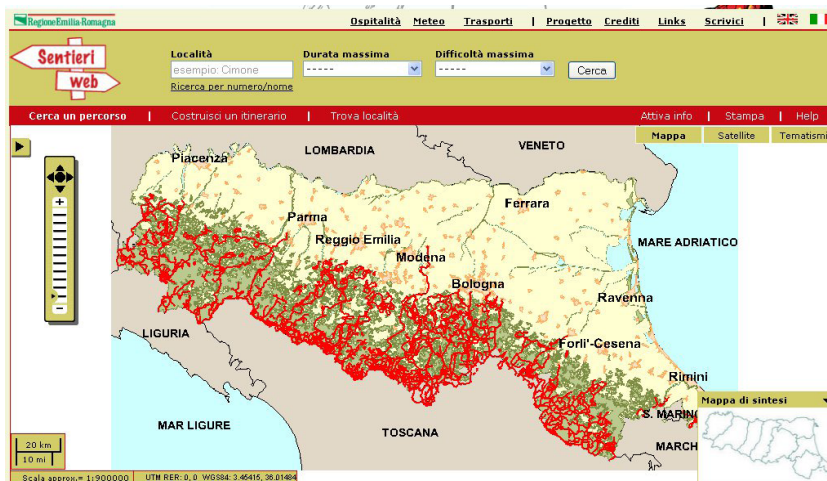 RegioneEmilia-Romagna
Ospitalità Meteo Trasporti | Progetto Crediti Links Scrivici |
Sentieri
web
Località Durata massima Difficoltà massima
esempio: Cimone ----- ----- Cerca
Ricerca per numero/nome
Cerca un percorso | Costruisci un itinerario | Trova località Attiva info | Stampa | Help
Mappa Satellite Tematismi
LOMBARDIA
VENETO
Piacenza
Ferrara
Parma
Reggio Emilia
MARE ADRIATICO
Modena
Bologna
Ravenna
LIGURIA
Forli'-Cesena
Rimini
Mappa di sintesi
S. MARINO
MAR LIGURE
TOSCANA
MARCH
20 km
10 mi
Scala approx.= 1:900000 UTM RER: 0, 0 WGS84: 3.45415, 36.01484